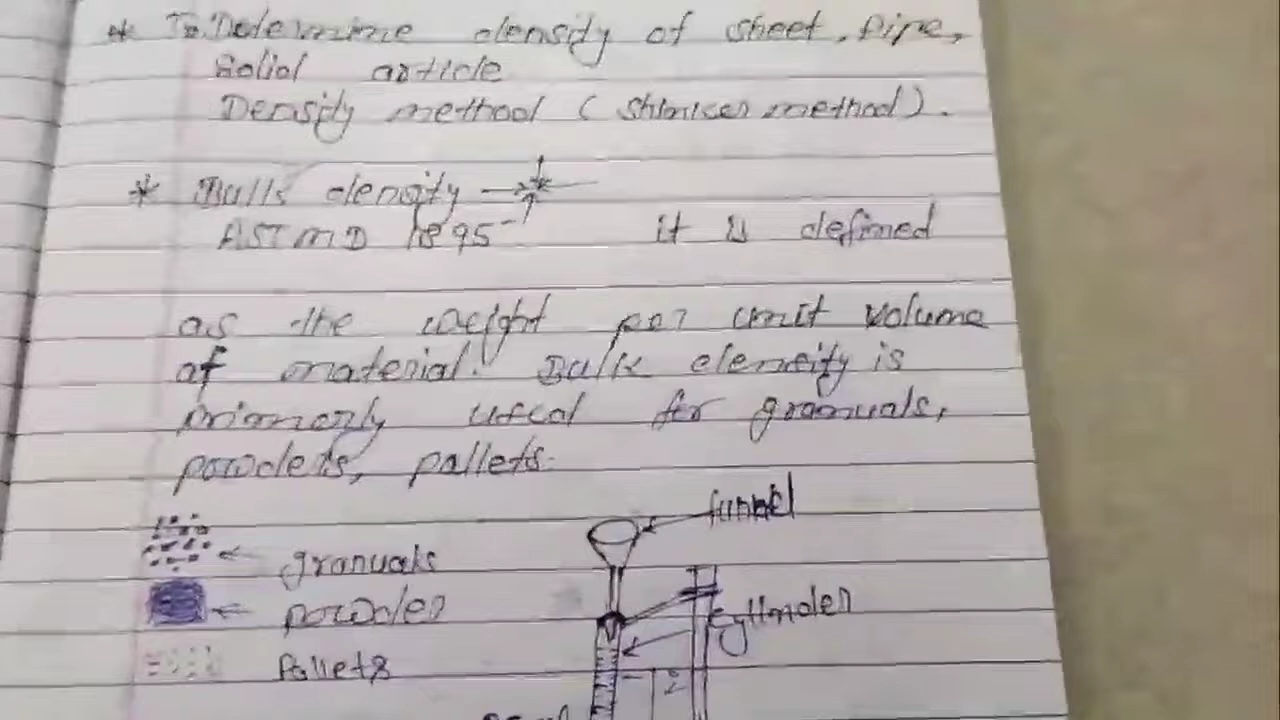 * To Determine density of sheet, Pipe,
Solid article
Density method ( method).
* Bulk density →
ASTM D 1895 it is defined
as the weight per unit volume
of material. Bulk density is
primarly used for granuals,
powders, pallets.
funnel
granuals
powder
cylinder
Pallets